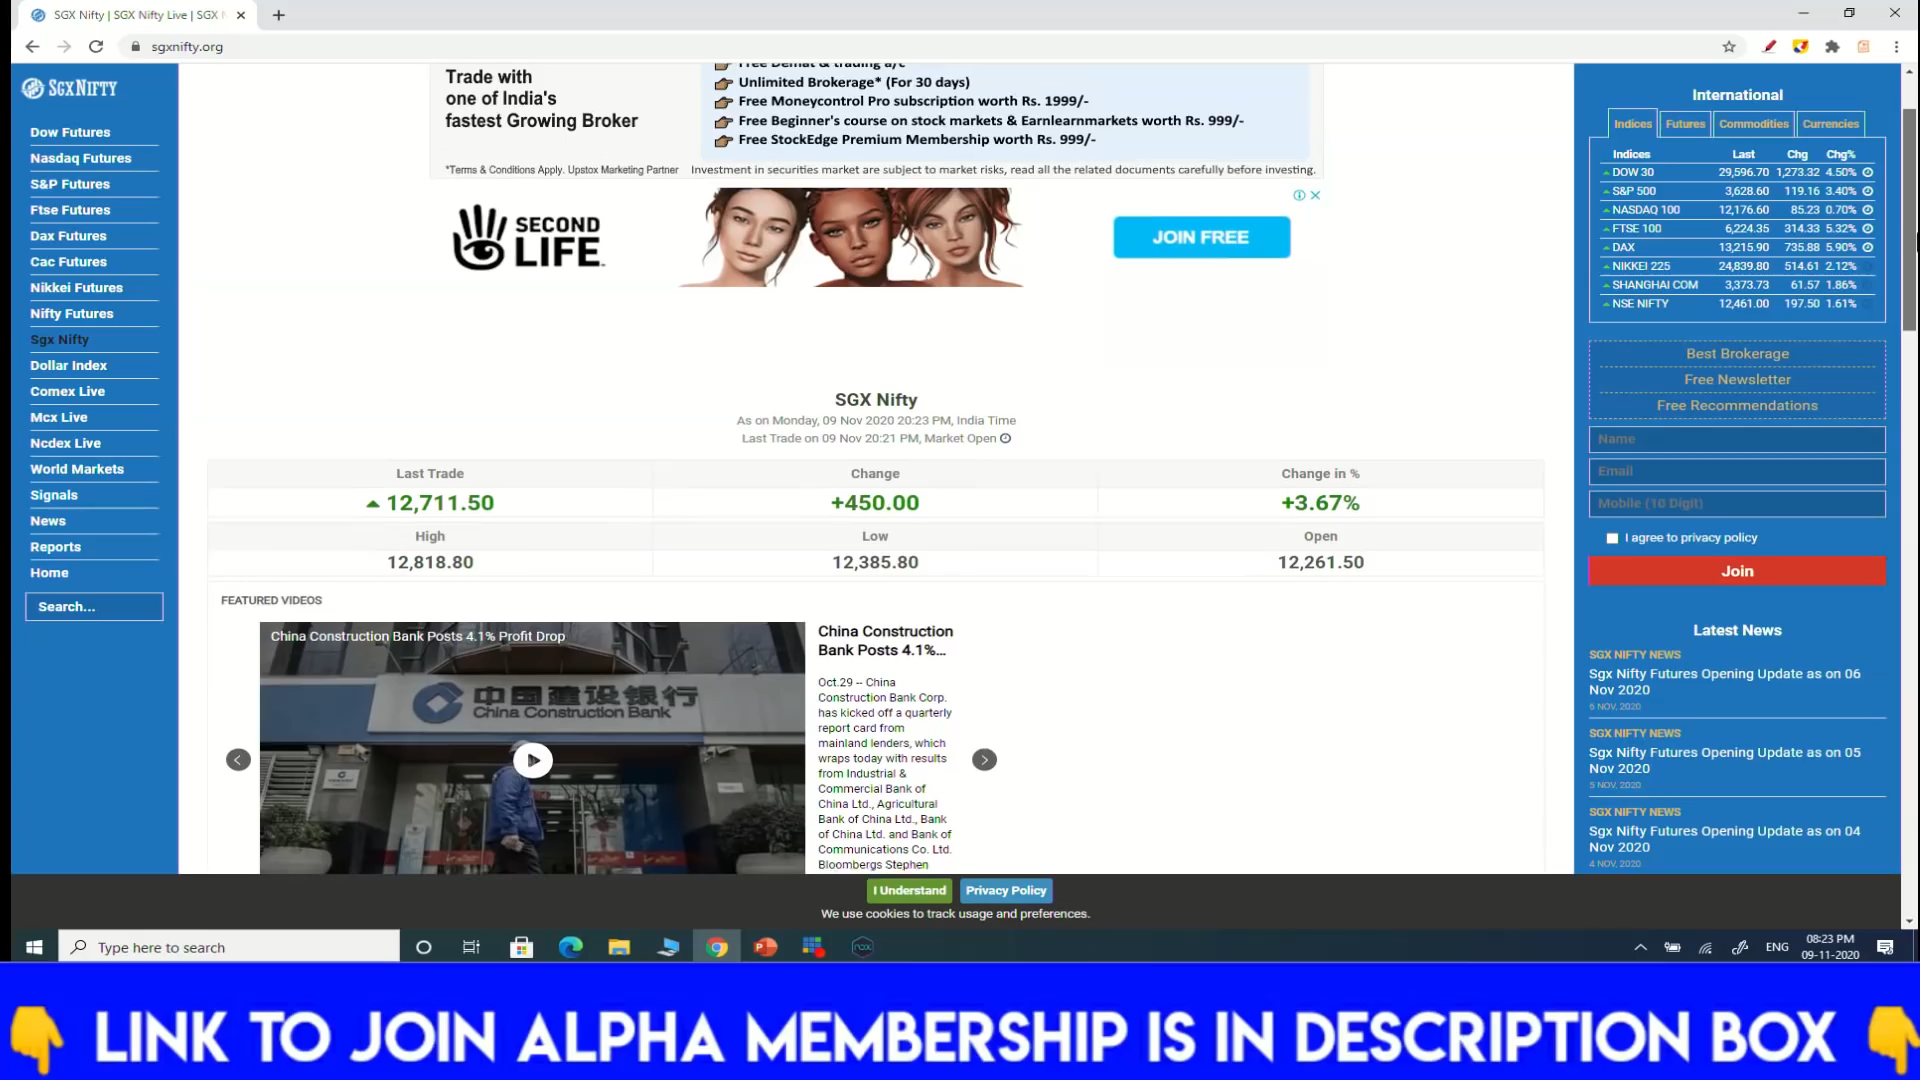 SGX Nifty | SGX Nifty Live | SGX N
sgxnifty.org
SGXNIFTY
Dow Futures
Nasdaq Futures
S&P Futures
Ftse Futures
Dax Futures
Cac Futures
Nikkei Futures
Nifty Futures
Sgx Nifty
Dollar Index
Comex Live
Mcx Live
Ncdex Live
World Markets
Signals
News
Reports
Home
Search...
Trade with
one of India's
fastest Growing Broker
Free Demat & trading a/c
Unlimited Brokerage* (For 30 days)
Free Moneycontrol Pro subscription worth Rs. 1999/-
Free Beginner's course on stock markets & Earnlearnmarkets worth Rs. 999/-
Free StockEdge Premium Membership worth Rs. 999/-
*Terms & Conditions Apply. Upstox Marketing Partner
Investment in securities market are subject to market risks, read all the related documents carefully before investing.
SECOND
LIFE
JOIN FREE
SGX Nifty
As on Monday, 09 Nov 2020 20:23 PM, India Time
Last Trade on 09 Nov 20:21 PM, Market Open
Last Trade Change Change in %
12,711.50 +450.00 +3.67%
High Low Open
12,818.80 12,385.80 12,261.50
FEATURED VIDEOS
China Construction Bank Posts 4.1% Profit Drop
中国建设银行
China Construction Bank
China Construction
Bank Posts 4.1%...
Oct.29 -- China
Construction Bank Corp.
has kicked off a quarterly
report card from
mainland lenders, which
wraps today with results
from Industrial &
Commercial Bank of
China Ltd., Agricultural
Bank of China Ltd., Bank
of China Ltd. and Bank of
Communications Co. Ltd.
Bloombergs Stephen
International
Indices Futures Commodities Currencies
Indices Last Chg Chg%
DOW 30 29,596.70 1,273.32 4.50%
S&P 500 3,628.60 119.16 3.40%
NASDAQ 100 12,176.60 85.23 0.70%
FTSE 100 6,224.35 314.33 5.32%
DAX 13,215.90 735.88 5.90%
NIKKEI 225 24,839.80 514.61 2.12%
SHANGHAI COM 3,373.73 61.57 1.86%
NSE NIFTY 12,461.00 197.50 1.61%
Best Brokerage
Free Newsletter
Free Recommendations
Name
Email
Mobile (10 Digit)
I agree to privacy policy
Join
Latest News
SGX NIFTY NEWS
Sgx Nifty Futures Opening Update as on 06
Nov 2020
6 NOV, 2020
SGX NIFTY NEWS
Sgx Nifty Futures Opening Update as on 05
Nov 2020
5 NOV, 2020
SGX NIFTY NEWS
Sgx Nifty Futures Opening Update as on 04
Nov 2020
4 NOV, 2020
I Understand Privacy Policy
We use cookies to track usage and preferences.
Type here to search
ENG
08:23 PM
09-11-2020
LINK TO JOIN ALPHA MEMBERSHIP IS IN DESCRIPTION BOX